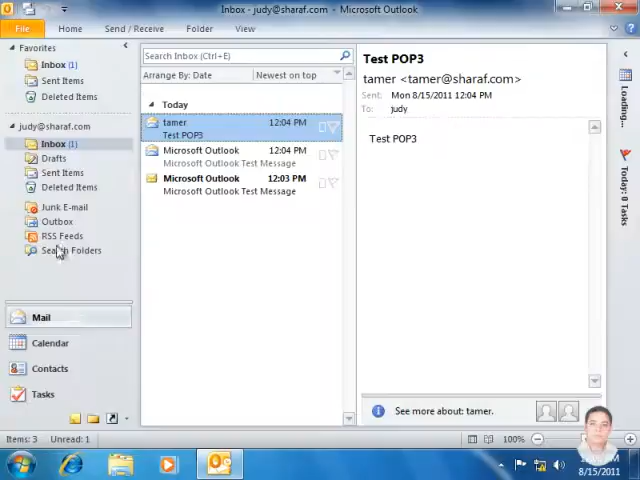 Inbox - judy@sharaf.com - Microsoft Outlook
File Home Send / Receive Folder View
Favorites
Inbox (1)
Sent Items
Deleted Items
judy@sharaf.com
Inbox (1)
Drafts
Sent Items
Deleted Items
Junk E-mail
Outbox
RSS Feeds
Search Folders
Mail
Calendar
Contacts
Tasks
Search Inbox (Ctrl+E)
Arrange By: Date Newest on top
Today
tamer 12:04 PM
Test POP3
Microsoft Outlook 12:04 PM
Microsoft Outlook Test Message
Microsoft Outlook 12:03 PM
Microsoft Outlook Test Message
Test POP3
tamer <tamer@sharaf.com>
Sent: Mon 8/15/2011 12:04 PM
To: judy
Test POP3
See more about: tamer.
Loading...
Today: 0 Tasks
Items: 3 Unread: 1
100%
8/15/2011